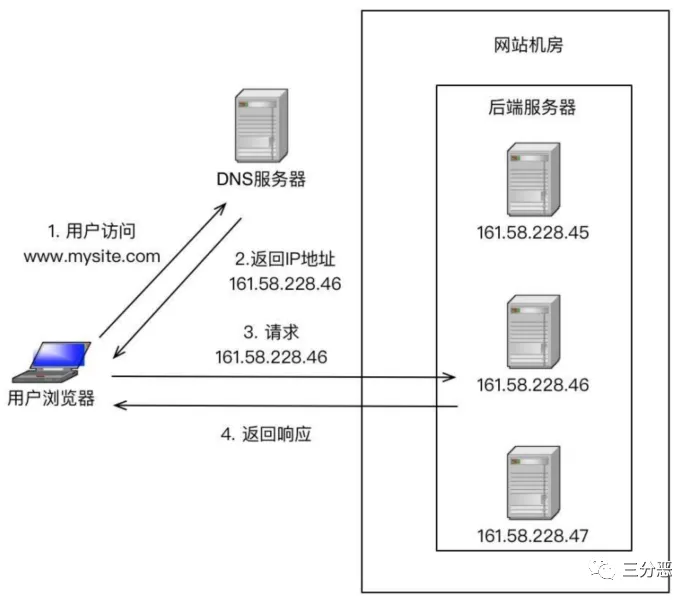 网站机房
后端服务器
DNS服务器
1. 用户访问
www.mysite.com
2.返回IP地址
161.58.228.46
3. 请求
161.58.228.46
4. 返回响应
用户浏览器
161.58.228.45
161.58.228.46
161.58.228.47
三分恶